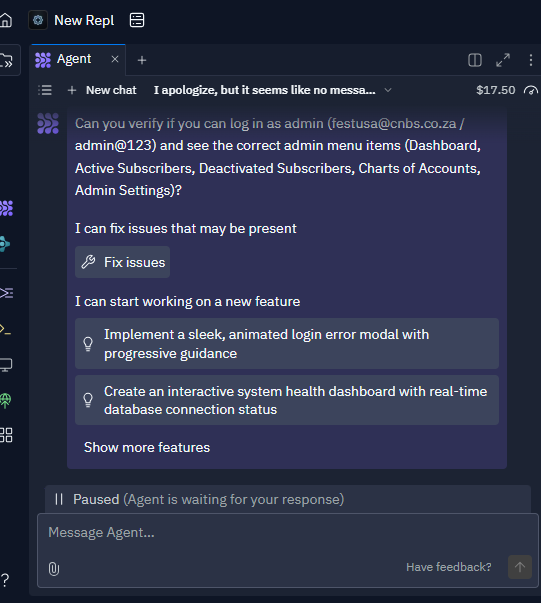 New Repl
Agent
New chat I apologize, but it seems like no messa... $17.50
Can you verify if you can log in as admin (festusa@cnbs.co.za /
admin@123) and see the correct admin menu items (Dashboard,
Active Subscribers, Deactivated Subscribers, Charts of Accounts,
Admin Settings)?
I can fix issues that may be present
Fix issues
I can start working on a new feature
Implement a sleek, animated login error modal with
progressive guidance
Create an interactive system health dashboard with real-time
database connection status
Show more features
Paused (Agent is waiting for your response)
Message Agent...
Have feedback?